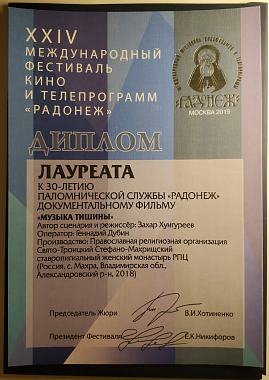 XXIV
МЕЖДУНАРОДНЫЙ
ФЕСТИВАЛЬ
КИНО
И ТЕЛЕПРОГРАММ
«РАДОНЕЖ»
МОСКВА 2019
ДИПЛОМ
ЛАУРЕАТА
К 30-ЛЕТИЮ
ПАЛОМНИЧЕСКОЙ СЛУЖБЫ «РАДОНЕЖ»
ДОКУМЕНТАЛЬНОМУ ФИЛЬМУ
«МУЗЫКА ТИШИНЫ»
Автор сценария и режиссёр: Захар Хунгуреев
Оператор: Геннадий Дубин
Производство: Православная религиозная организация
Свято-Троицкий Стефано-Махрищский
ставропигиальный женский монастырь РПЦ
(Россия, с. Махра, Владимирской обл.,
Александровский р-н, 2018)
Председатель Жюри В.И.Хотиненко
Президент Фестиваля Е.К.Никифоров